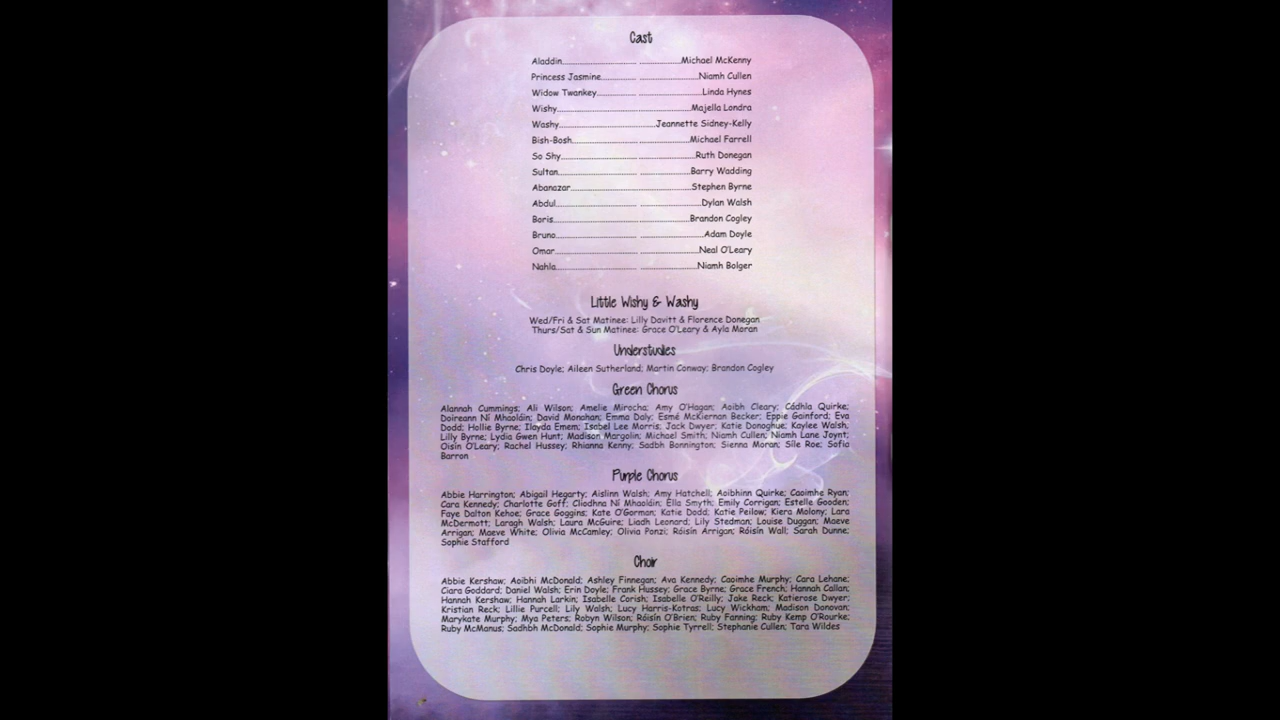 Cast
Aladdin.......................................Michael McKenny
Princess Jasmine.......................................Niamh Cullen
Widow Twankey.......................................Linda Hynes
Wishy.......................................Majella Londra
Washy.......................................Jeannette Sidney-Kelly
Bish-Bosh.......................................Michael Farrell
So Shy.......................................Ruth Donegan
Sultan.......................................Barry Wadding
Abanazar.......................................Stephen Byrne
Abdul.......................................Dylan Walsh
Boris.......................................Brandon Cogley
Bruno.......................................Adam Doyle
Omar.......................................Neal O'Leary
Nahla.......................................Niamh Bolger
Little Wishy & Washy
Wed/Fri & Sat Matinee: Lilly Davitt & Florence Donegan
Thurs/Sat & Sun Matinee: Grace O'Leary & Ayla Moran
Understudies
Chris Doyle; Aileen Sutherland; Martin Conway; Brandon Cogley
Green Chorus
Alannah Cummings; Ali Wilson; Amelie Mirocha; Amy O'Hagan; Aoibh Cleary; Cádhla Quirke;
Doireann Ní Mhaoláin; David Monahan; Emma Daly; Esmé McKiernan Becker; Eppie Gainford; Eva
Dodd; Hollie Byrne; Ilayda Emem; Isabel Lee Morris; Jack Dwyer; Katie Donoghue; Kaylee Walsh;
Lilly Byrne; Lydia Gwen Hunt; Madison Margolin; Michael Smith; Niamh Cullen; Niamh Lane Joynt;
Oisín O'Leary; Rachel Hussey; Rhianna Kenny; Sadbh Bonnington; Sienna Moran; Síle Roe; Sofia
Barron
Purple Chorus
Abbie Harrington; Abigail Hegarty; Aislinn Walsh; Amy Hatchell; Aoibhinn Quirke; Caoimhe Ryan;
Cara Kennedy; Charlotte Goff; Clíodhna Ní Mhaoláin; Ella Smyth; Emily Corrigan; Estelle Gooden;
Faye Dalton Kehoe; Grace Goggins; Kate O'Gorman; Katie Dodd; Katie Peilow; Kiera Molony; Lara
McDermott; Laragh Walsh; Laura McGuire; Liadh Leonard; Lily Stedman; Louise Duggan; Maeve
Arrigan; Maeve White; Olivia McCamley; Olivia Ponzi; Róisín Arrigan; Róisín Wall; Sarah Dunne;
Sophie Stafford
Choir
Abbie Kershaw; Aoibhi McDonald; Ashley Finnegan; Ava Kennedy; Caoimhe Murphy; Cara Lehane;
Ciara Goddard; Daniel Walsh; Erin Doyle; Frank Hussey; Grace Byrne; Grace French; Hannah Callan;
Hannah Kershaw; Hannah Larkin; Isabelle Corish; Isabelle O'Reilly; Jake Reck; Katierose Dwyer;
Kristian Reck; Lillie Purcell; Lily Walsh; Lucy Harris-Kotras; Lucy Wickham; Madison Donovan;
Marykate Murphy; Mya Peters; Robyn Wilson; Róisín O'Brien; Ruby Fanning; Ruby Kemp O'Rourke;
Ruby McManus; Sadhbh McDonald; Sophie Murphy; Sophie Tyrrell; Stephanie Cullen; Tara Wildes